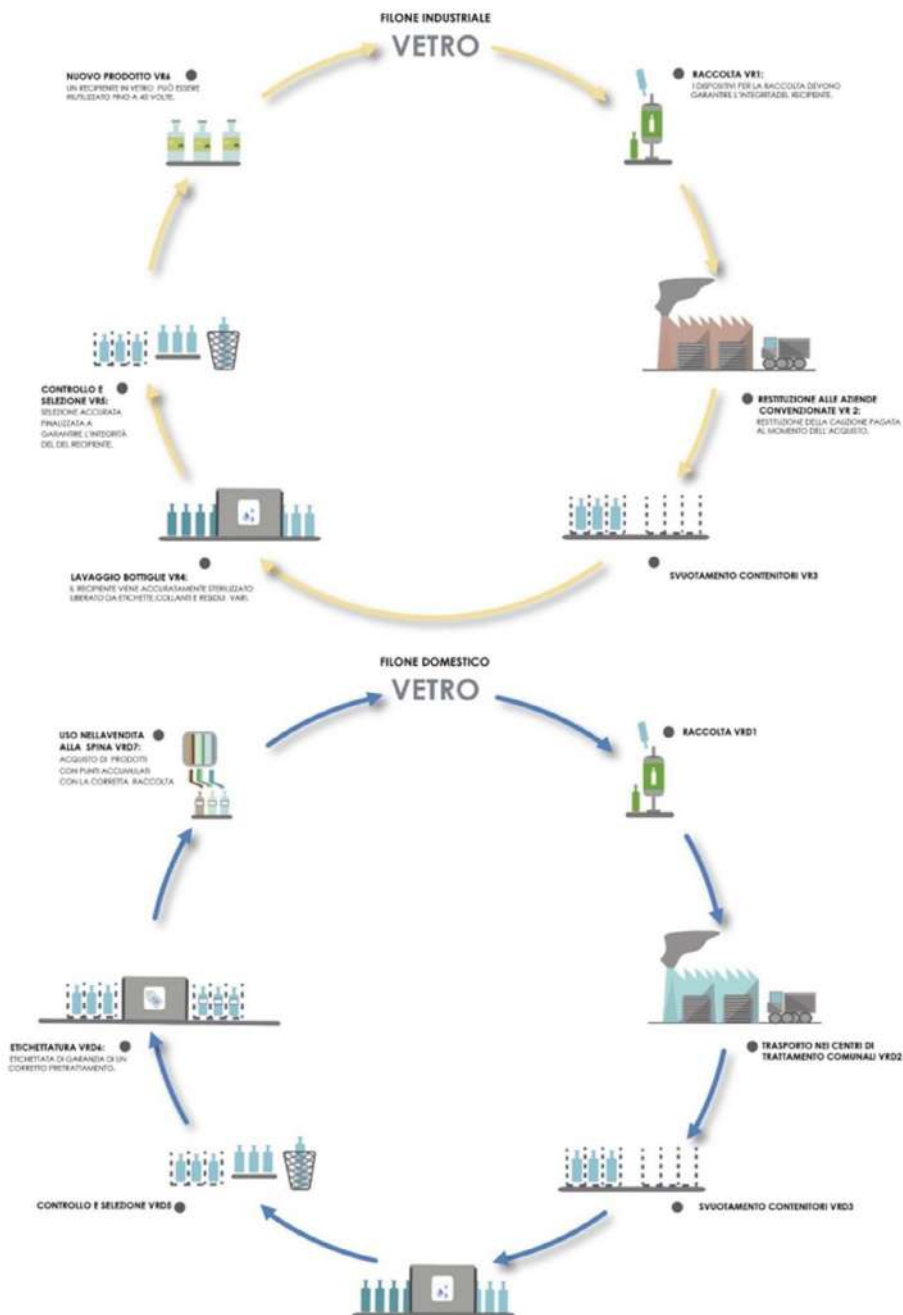 FILONE INDUSTRIALE
VETRO
NUOVO PRODOTTO VR6
UN RECIPIENTE IN VETRO PUÒ ESSERE
RIUTILIZZATO FINO A 40 VOLTE.
RACCOLTA VR1:
I DISPOSITIVI PER LA RACCOLTA DEVONO
GARANTIRE L'INTEGRITADEL RECIPIENTE.
CONTROLLO E
SELEZIONE VR5:
SELEZIONE ACCURATA
FINALIZZATA A
GARANTIRE L'INTEGRITÀ
DEL DEL RECIPIENTE.
RESTITUZIONE ALLE AZIENDE
CONVENZIONATE VR 2:
RESTITUZIONE DELLA CAUZIONE PAGATA
AL MOMENTO DELL'ACQUISTO.
LAVAGGIO BOTTIGLIE VR4:
IL RECIPIENTE VIENE ACCURATAMENTE STERILIZZATO
LIBERATO DA ETICHETTE, COLLANTI E RESIDUI VARI.
SVUOTAMENTO CONTENITORI VR3
FILONE DOMESTICO
VETRO
USO NELLAVENDITA
ALLA SPINA VRD7:
ACQUISTO DI PRODOTTI
CON PUNTI ACCUMULATI
CON LA CORRETTA RACCOLTA
RACCOLTA VRD1
ETICHETTATURA VRD6:
ETICHETTATA DI GARANZIA DI UN
CORRETTO PRETRATTAMENTO.
TRASPORTO NEI CENTRI DI
TRATTAMENTO COMUNALI VRD2
CONTROLLO E SELEZIONE VRD5
SVUOTAMENTO CONTENITORI VRD3